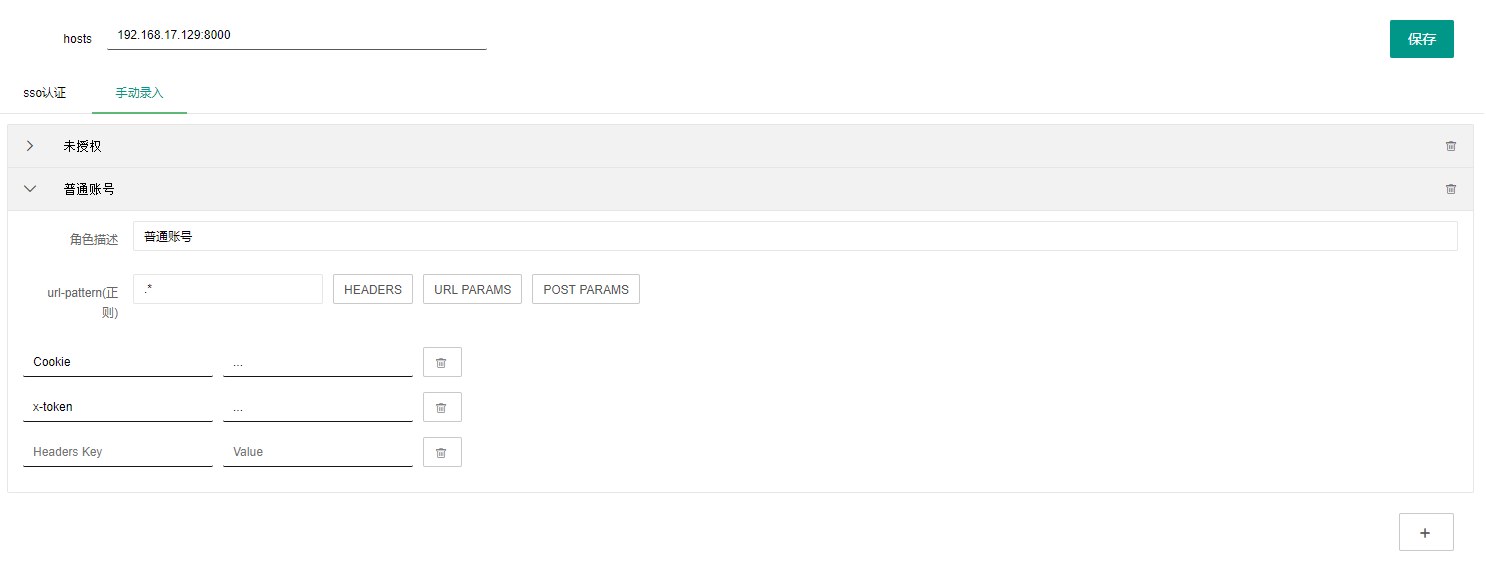 hosts 192.168.17.129:8000 保存
sso认证 手动录入
未授权
普通账号
角色描述 普通账号
url-pattern(正则) .* HEADERS URL PARAMS POST PARAMS
Cookie ...
x-token ...
Headers Key Value
+